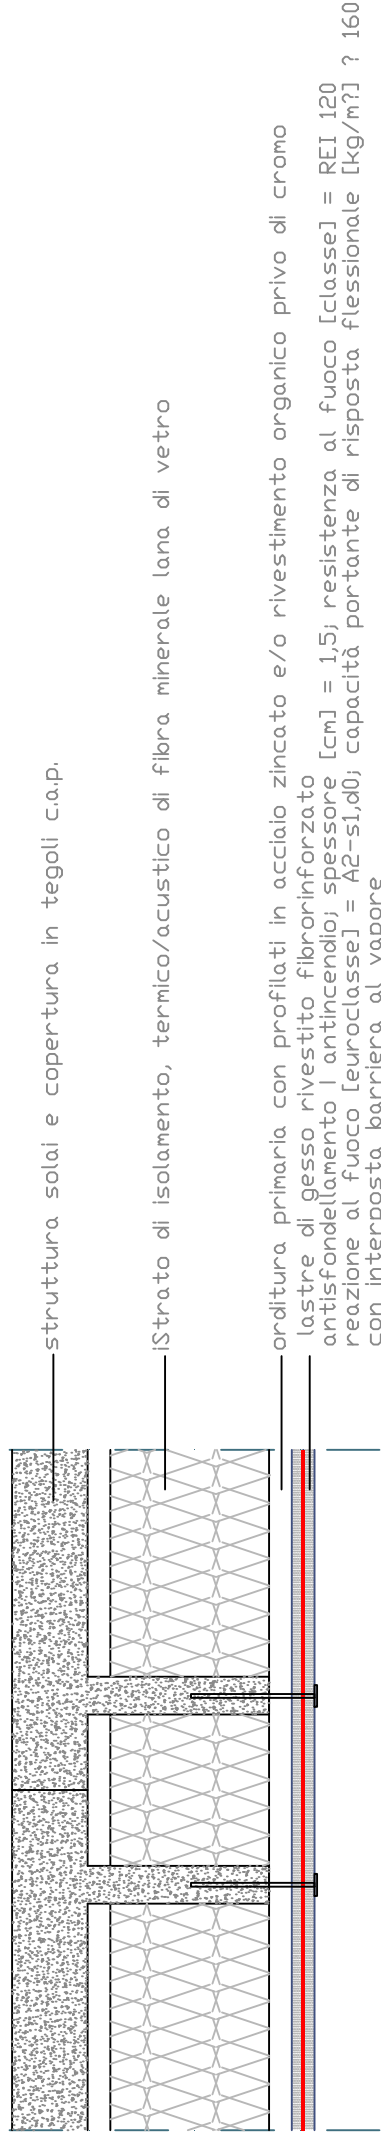 struttura solai e copertura in tegoli c.a.p.
iStrato di isolamento, termico/acustico di fibra minerale lana di vetro
orditura primaria con profilati in acciaio zincato e/o rivestimento organico privo di cromo
lastre di gesso rivestito fibrorinforzato
antisfondellamento | antincendio; spessore [cm] = 1,5; resistenza al fuoco [classe] = REI 120
reazione al fuoco [euroclasse] = A2-s1,d0; capacità portante di risposta flessionale [kg/m?] ? 160
con interposta barriera al vapore